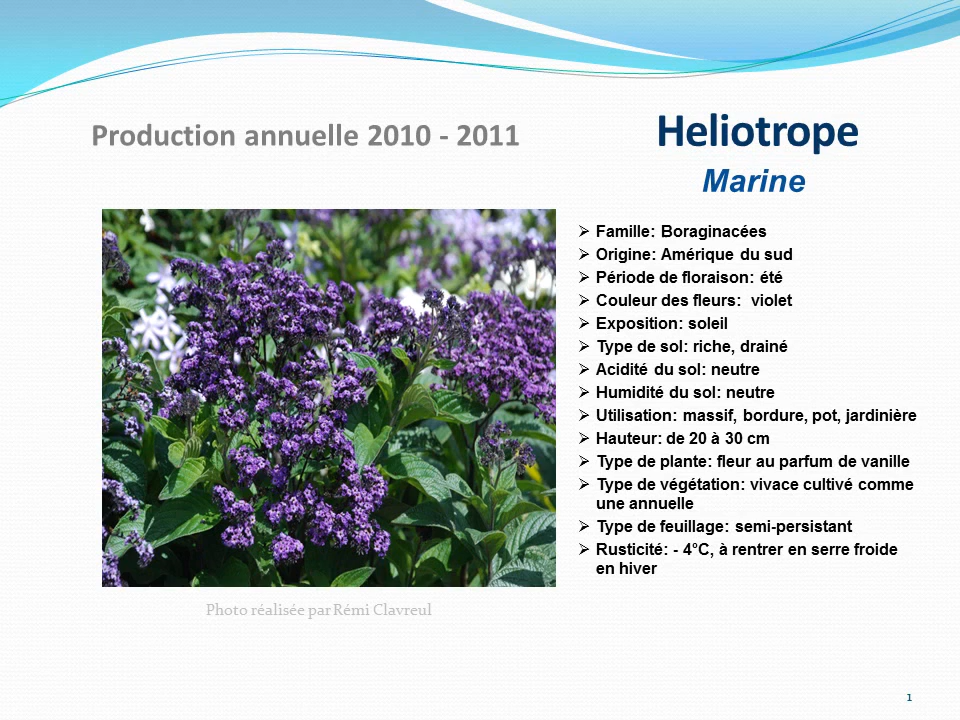 Production annuelle 2010 - 2011
Heliotrope
Marine
➢ Famille: Boraginacées
➢ Origine: Amérique du sud
➢ Période de floraison: été
➢ Couleur des fleurs:  violet
➢ Exposition: soleil
➢ Type de sol: riche, drainé
➢ Acidité du sol: neutre
➢ Humidité du sol: neutre
➢ Utilisation: massif, bordure, pot, jardinière
➢ Hauteur: de 20 à 30 cm
➢ Type de plante: fleur au parfum de vanille
➢ Type de végétation: vivace cultivé comme
une annuelle
➢ Type de feuillage: semi-persistant
➢ Rusticité: - 4°C, à rentrer en serre froide
en hiver
Photo réalisée par Rémi Clavreul
1